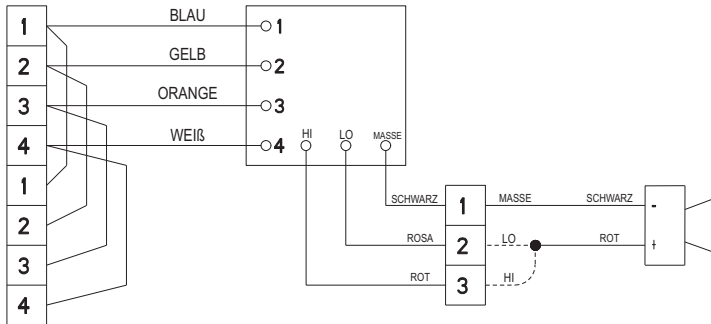 1 BLAU 1
2 GELB 2
3 ORANGE 3
4 WEIß 4 HI LO MASSE
1
2
3
4
SCHWARZ 1 MASSE SCHWARZ -
ROSA 2 LO ROT +
ROT 3 HI